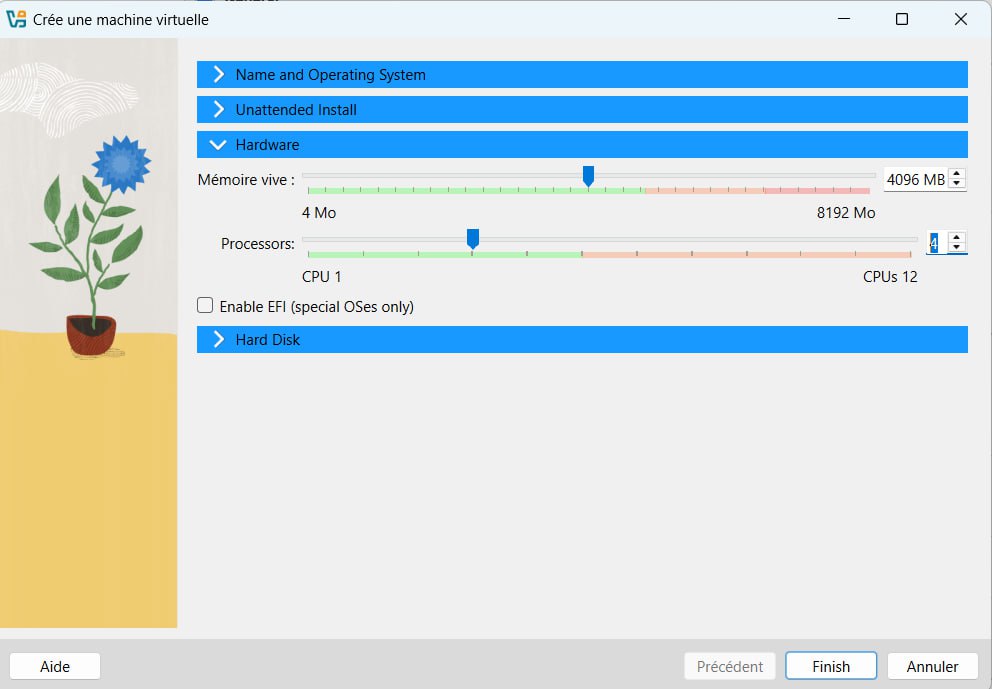 Crée une machine virtuelle
Name and Operating System
Unattended Install
Hardware
Mémoire vive : 4096 MB
4 Mo 8192 Mo
Processors: 4
CPU 1 CPUs 12
Enable EFI (special OSes only)
Hard Disk
Aide Précédent Finish Annuler